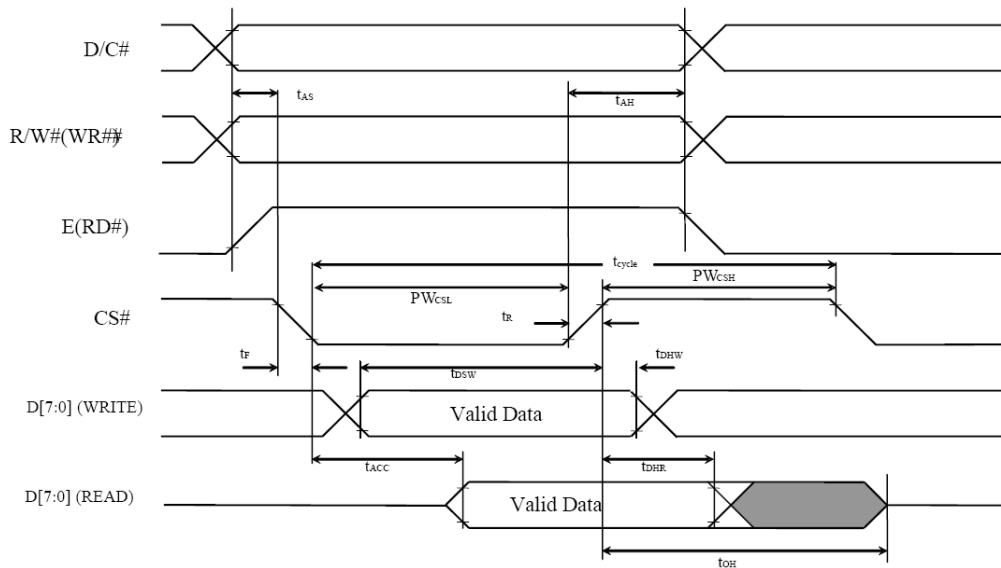 D/C#
tAS
tAH
R/W#(WR##)
E(RD#)
tcycle
PWCSL
PWCSH
CS#
tR
tF
tDSW
tDHW
D[7:0] (WRITE)
Valid Data
tACC
tDHR
D[7:0] (READ)
Valid Data
tOH